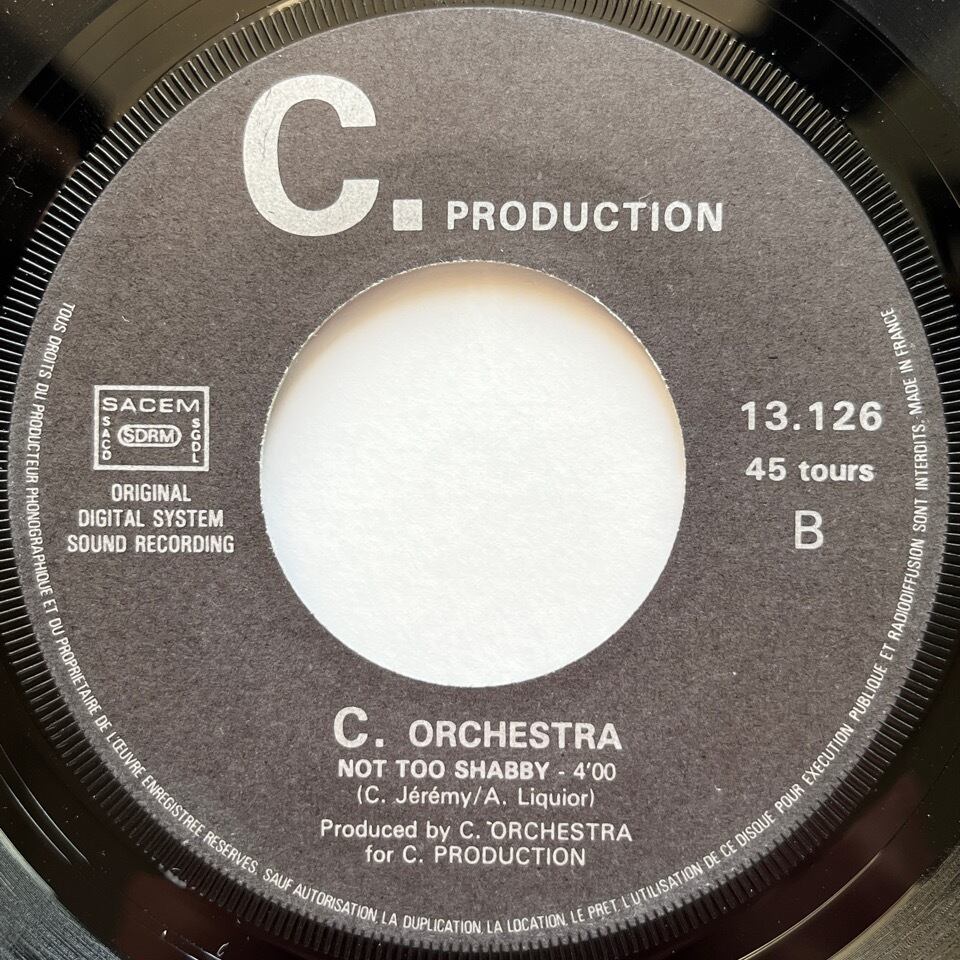 C. PRODUCTION
SACEM
SACD
SDRM
SGDL
ORIGINAL
DIGITAL SYSTEM
SOUND RECORDING
13.126
45 tours
B
C. ORCHESTRA
NOT TOO SHABBY - 4'00
(C. Jérémy/A. Liquior)
Produced by C. ORCHESTRA
for C. PRODUCTION
TOUS DROITS DU PRODUCTEUR PHONOGRAPHIQUE ET DU PROPRIETAIRE DE L'ŒUVRE ENREGISTREE RESERVES. SAUF AUTORISATION LA DUPLICATION, LA LOCATION, LE PRET, L'UTILISATION DE CE DISQUE POUR EXECUTION PUBLIQUE ET RADIODIFFUSION SONT INTERDITS. MADE IN FRANCE